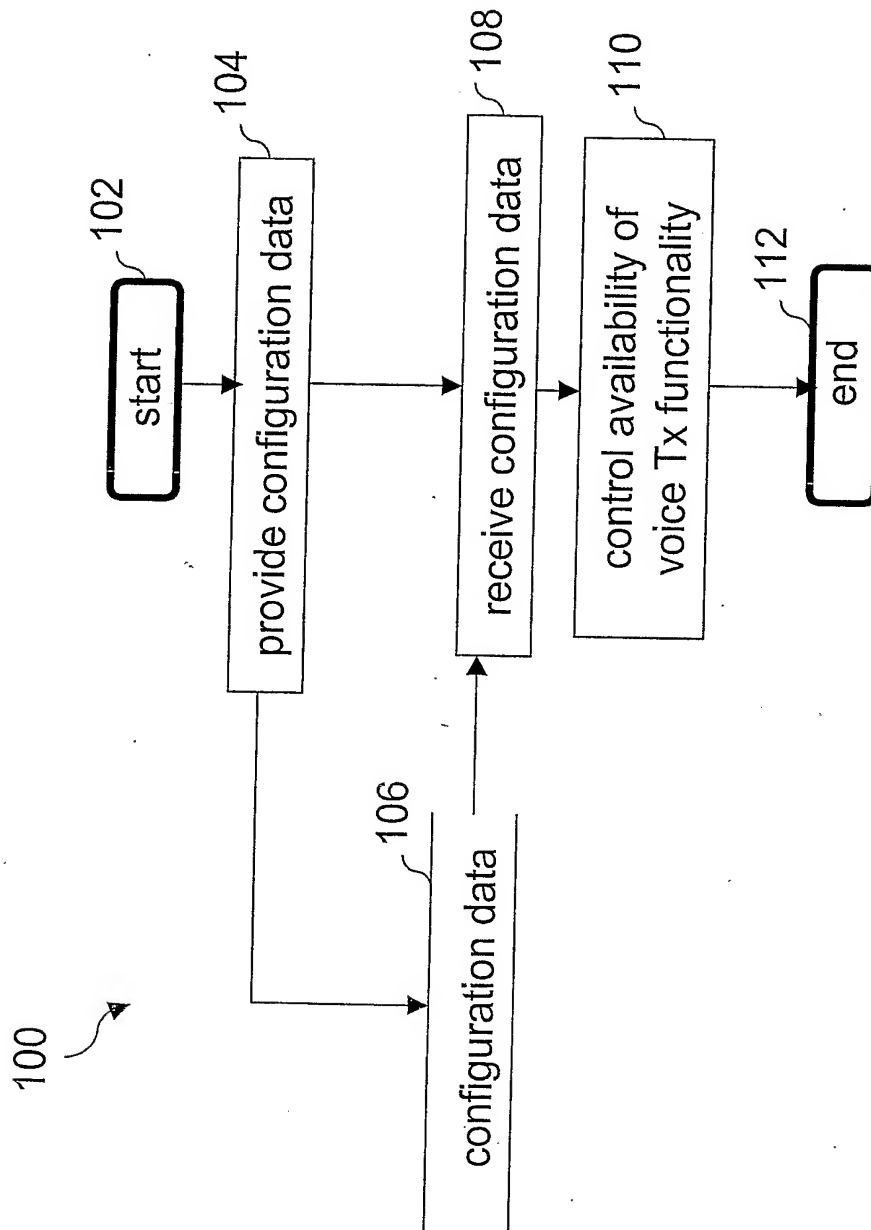 100
start
102
provide configuration data
104
configuration data
106
receive configuration data
108
control availability of
voice Tx functionality
110
end
112